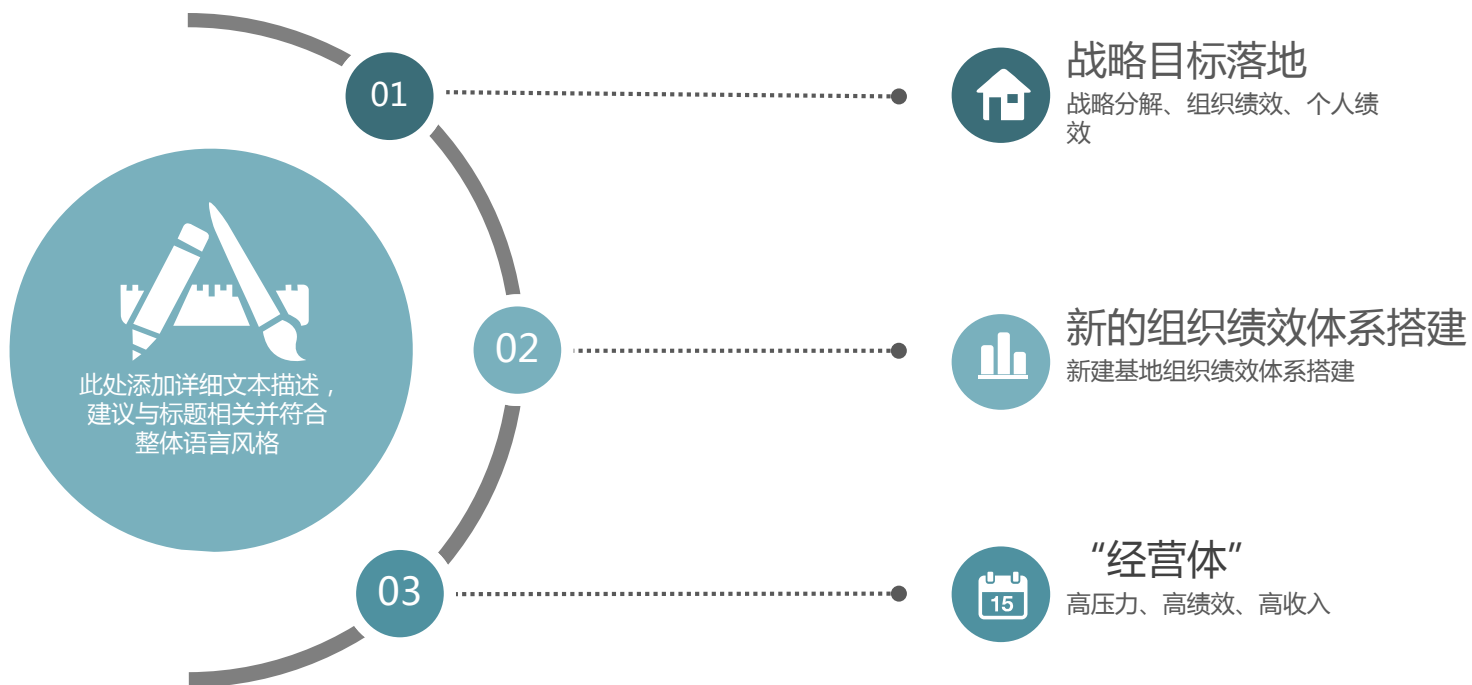 01
战略目标落地
战略分解、组织绩效、个人绩
效
此处添加详细文本描述，
建议与标题相关并符合
整体语言风格
02
新的组织绩效体系搭建
新建基地组织绩效体系搭建
03
“经营体”
15
高压力、高绩效、高收入